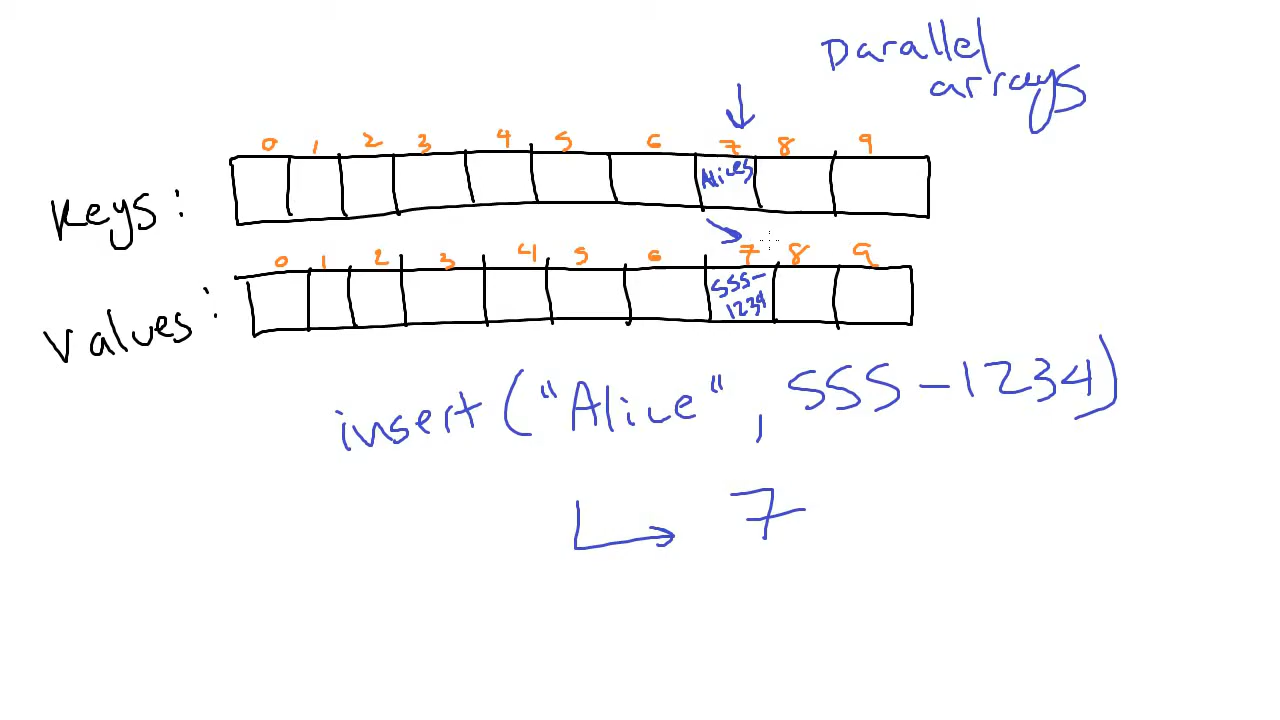 Parallel
arrays
0 1 2 3 4 5 6 7 8 9
Keys:
Alices
0 1 2 3 4 5 6 7 8 9
values:
555-
1234
insert("Alice", 555-1234)
7